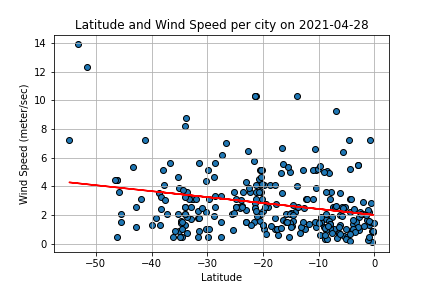 Latitude and Wind Speed per city on 2021-04-28
14
12
10
8
6
4
2
0
Wind Speed (meter/sec)
−50 −40 −30 −20 −10 0
Latitude